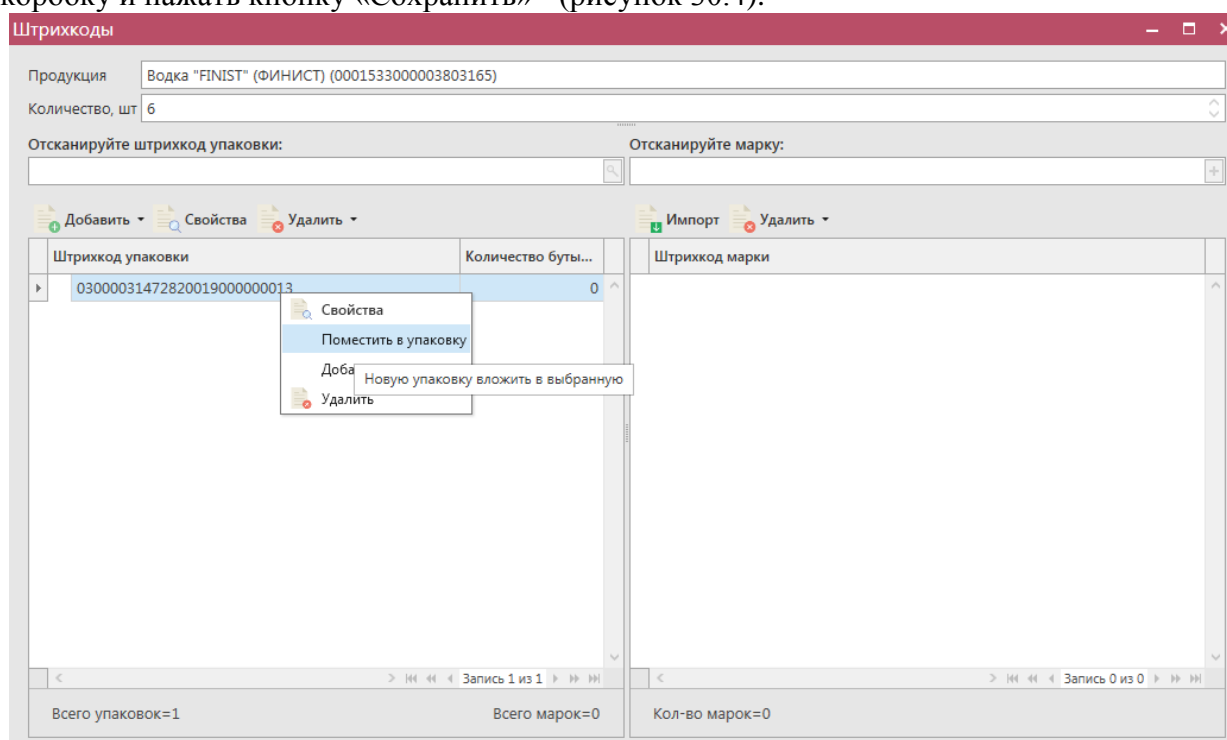 коробку и нажать кнопку «Сохранить» (рисунок 30.4).
Штрихкоды
Продукция Водка "FINIST" (ФИНИСТ) (0001533000003803165)
Количество, шт 6
Отсканируйте штрихкод упаковки: Отсканируйте марку:
Добавить Свойства Удалить Импорт Удалить
Штрихкод упаковки Количество буты... Штрихкод марки
03000031472820019000000013 0
Свойства
Поместить в упаковку
Доба
Новую упаковку вложить в выбранную
Удалить
Запись 1 из 1 Запись 0 из 0
Всего упаковок=1 Всего марок=0 Кол-во марок=0